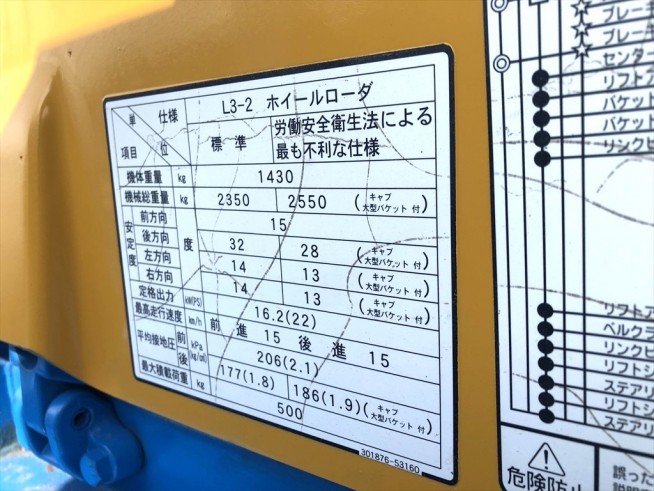 単 仕様 L3-2 ホイールローダ
項目 位 標準 労働安全衛生法による
最も不利な仕様
機体重量 kg 1430
機械総重量 kg 2350 2550 (キャブ 大型バケット 付)
安定度 前方向 度 15
後方向 32 28 (キャブ 大型バケット 付)
左方向 14 13 (キャブ 大型バケット 付)
右方向 14 13 (キャブ 大型バケット 付)
定格出力 kW(PS) 16.2(22)
最高走行速度 km/h 前進 15 後進 15
平均接地圧 前 kPa 206(2.1)
後 177(1.8) 186(1.9) (キャブ 大型バケット 付)
最大積載荷重 kg 500
301876-53160
ブレーキ
ブレー
センター
リフトア
バケット
バケット
リンクピ
リフトア
ベルクラ
リンクピ
リフトシ
ステアリ
リフトシ
ステアリ
危険防止
誤った